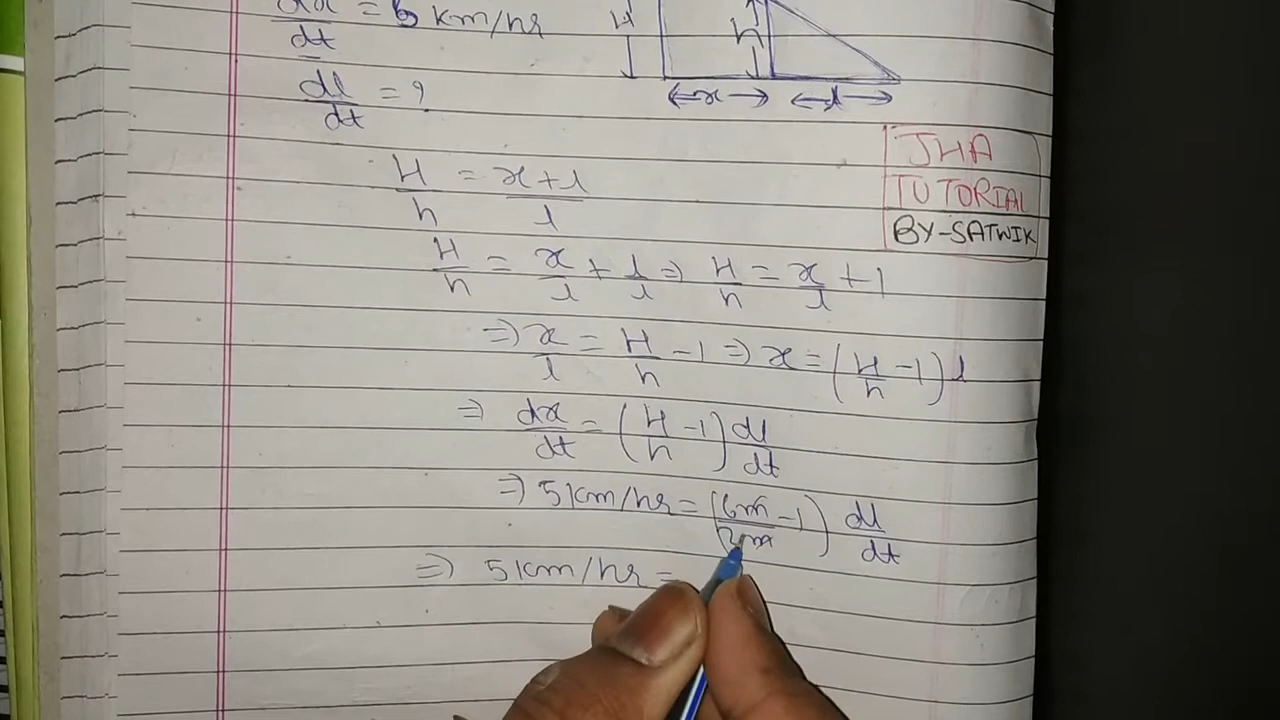 dx/dt = 5 km/hr
H h
dl/dt = ?
x l
JHA
TUTORIAL
BY-SATWIK
H/h = x+l/l
H/h = x/l + l/l ⇒ H/h = x/l + 1
⇒ x/l = H/h - 1 ⇒ x = (H/h - 1) l
⇒ dx/dt = (H/h - 1) dl/dt
⇒ 5 km/hr = (6m/2m - 1) dl/dt
⇒ 5 km/hr =